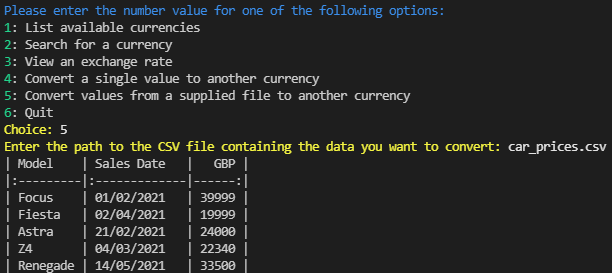 Please enter the number value for one of the following options:
1: List available currencies
2: Search for a currency
3: View an exchange rate
4: Convert a single value to another currency
5: Convert values from a supplied file to another currency
6: Quit
Choice: 5
Enter the path to the CSV file containing the data you want to convert: car_prices.csv
| Model    | Sales Date   |   GBP |
|:---------|:-------------|------:|
| Focus    | 01/02/2021   | 39999 |
| Fiesta   | 02/04/2021   | 19999 |
| Astra    | 21/02/2021   | 24000 |
| Z4       | 04/03/2021   | 22340 |
| Renegade | 14/05/2021   | 33500 |